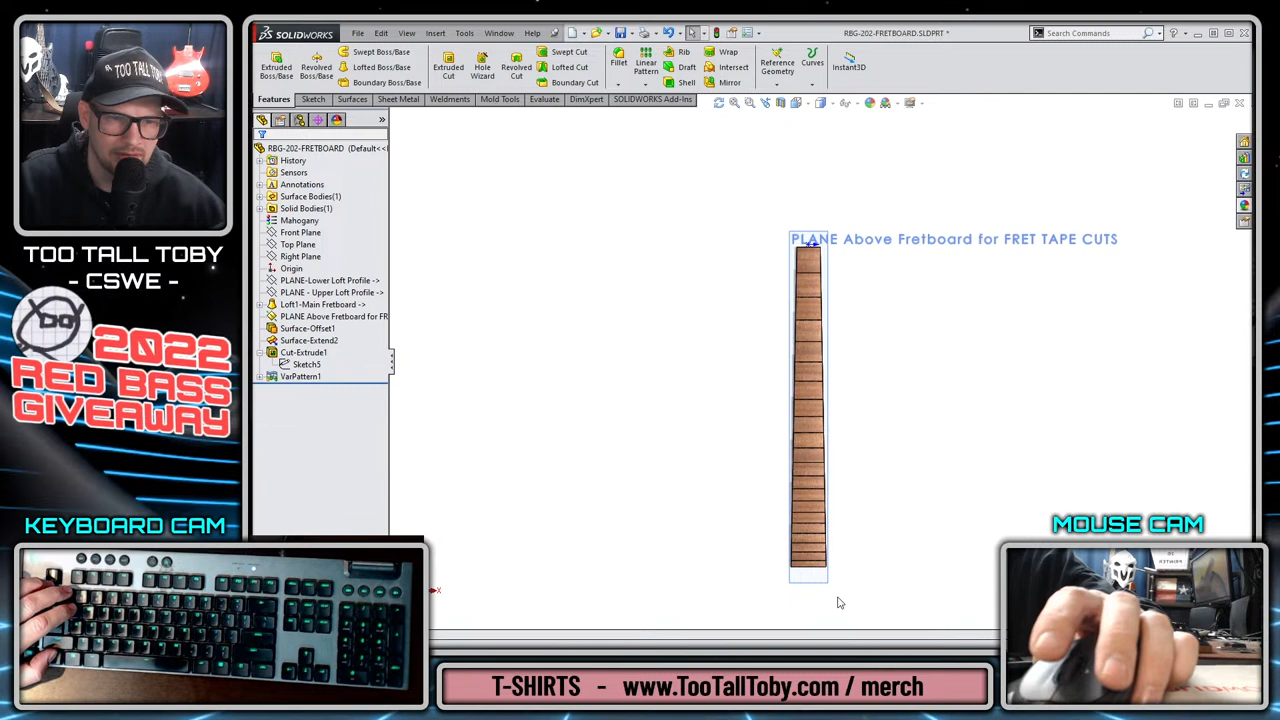 SOLIDWORKS
File
Edit
View
Insert
Tools
Window
Help
RBG-202-FRETBOARD.SLDPRT *
Search Commands
Extruded Boss/Base
Revolved Boss/Base
Swept Boss/Base
Lofted Boss/Base
Boundary Boss/Base
Extruded Cut
Hole Wizard
Revolved Cut
Swept Cut
Lofted Cut
Boundary Cut
Fillet
Linear Pattern
Rib
Draft
Shell
Wrap
Intersect
Mirror
Reference Geometry
Curves
Instant3D
Features
Sketch
Surfaces
Sheet Metal
Weldments
Mold Tools
Evaluate
DimXpert
SOLIDWORKS Add-Ins
RBG-202-FRETBOARD (Default<<
History
Sensors
Annotations
Surface Bodies(1)
Solid Bodies(1)
Mahogany
Front Plane
Top Plane
Right Plane
Origin
PLANE-Lower Loft Profile ->
PLANE - Upper Loft Profile ->
Loft1-Main Fretboard ->
PLANE Above Fretboard for FR
Surface-Offset1
Surface-Extend2
Cut-Extrude1
Sketch5
VarPattern1
PLANE Above Fretboard for FRET TAPE CUTS
X
TOO TALL TOBY
TOO TALL TOBY
- CSWE -
2022
RED BASS
GIVEAWAY
KEYBOARD CAM
MOUSE CAM
T-SHIRTS - www.TooTallToby.com / merch